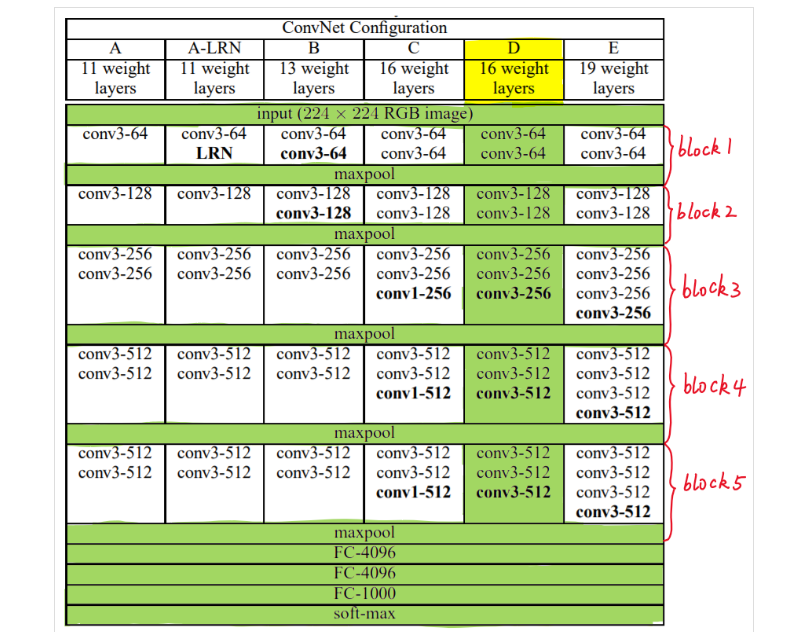 ConvNet Configuration
A A-LRN B C D E
11 weight layers 11 weight layers 13 weight layers 16 weight layers 16 weight layers 19 weight layers
input (224 × 224 RGB image)
conv3-64 conv3-64 conv3-64 conv3-64 conv3-64 conv3-64
LRN conv3-64 conv3-64 conv3-64 conv3-64
block1
maxpool
conv3-128 conv3-128 conv3-128 conv3-128 conv3-128 conv3-128
conv3-128 conv3-128 conv3-128 conv3-128
block2
maxpool
conv3-256 conv3-256 conv3-256 conv3-256 conv3-256 conv3-256
conv3-256 conv3-256 conv3-256 conv3-256 conv3-256 conv3-256
conv1-256 conv3-256 conv3-256
block3
conv3-256
maxpool
conv3-512 conv3-512 conv3-512 conv3-512 conv3-512 conv3-512
conv3-512 conv3-512 conv3-512 conv3-512 conv3-512 conv3-512
conv1-512 conv3-512 conv3-512
block4
conv3-512
maxpool
conv3-512 conv3-512 conv3-512 conv3-512 conv3-512 conv3-512
conv3-512 conv3-512 conv3-512 conv3-512 conv3-512 conv3-512
conv1-512 conv3-512 conv3-512
block5
conv3-512
maxpool
FC-4096
FC-4096
FC-1000
soft-max